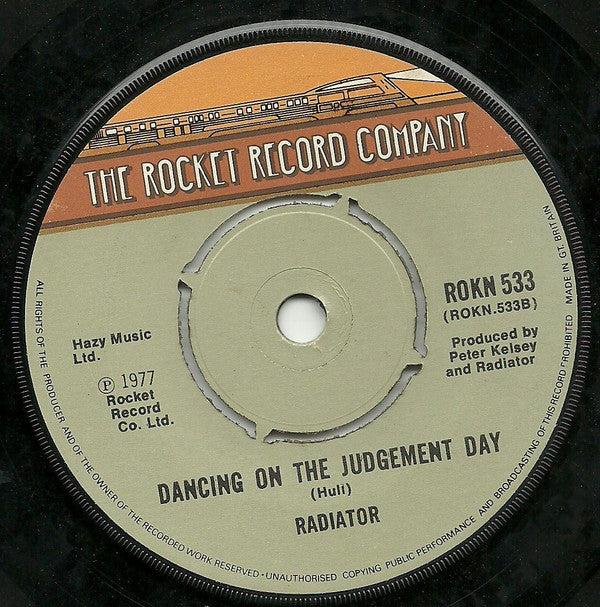 THE ROCKET RECORD COMPANY
ROKN 533
(ROKN.533B)
Hazy Music
Ltd.
Ⓟ 1977
Rocket
Record
Co. Ltd.
Produced by
Peter Kelsey
and Radiator
DANCING ON THE JUDGEMENT DAY
(Hull)
RADIATOR
ALL RIGHTS OF THE PRODUCER AND OF THE OWNER OF THE RECORDED WORK RESERVED • UNAUTHORISED COPYING PUBLIC PERFORMANCE AND BROADCASTING OF THIS RECORD PROHIBITED MADE IN GT. BRITAIN